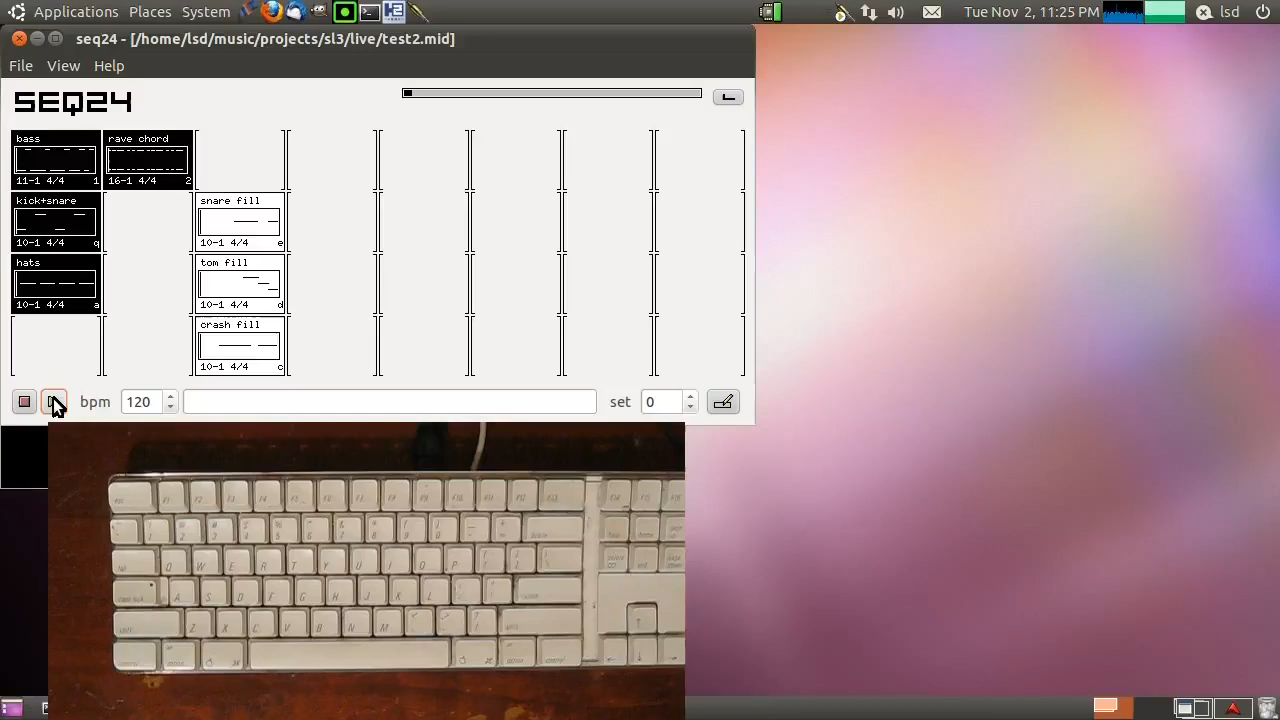 Applications Places System
Tue Nov 2, 11:25 PM
lsd
seq24 - [/home/lsd/music/projects/sl3/live/test2.mid]
File View Help
SEQ24
bass
11-1 4/4 1
rave chord
16-1 4/4 2
kick+snare
10-1 4/4 q
snare fill
10-1 4/4 e
hats
10-1 4/4 a
tom fill
10-1 4/4 d
crash fill
10-1 4/4 c
bpm 120
set 0
Q W E R T Y U I O P
A S D F G H J K L
Z X C V B N M